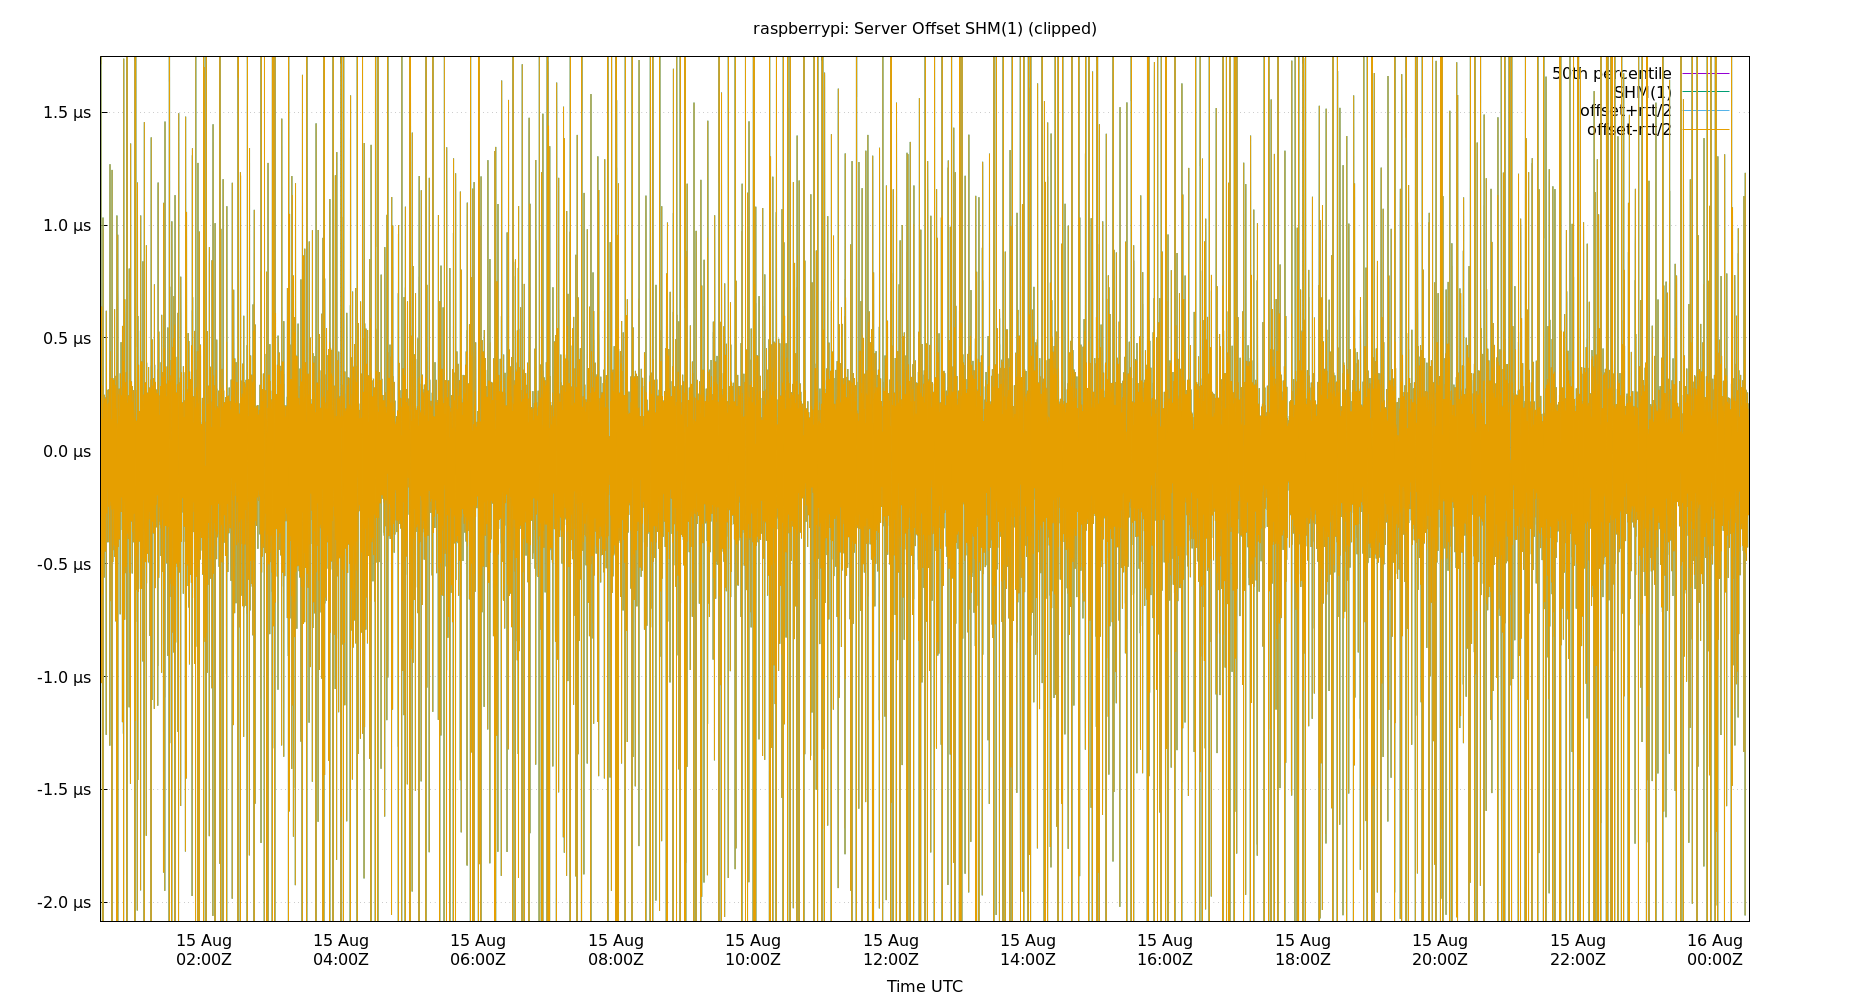 raspberrypi: Server Offset SHM(1) (clipped)
50th percentile
SHM(1)
offset+rtt/2
offset-rtt/2
1.5 µs
1.0 µs
0.5 µs
0.0 µs
-0.5 µs
-1.0 µs
-1.5 µs
-2.0 µs
15 Aug 15 Aug 15 Aug 15 Aug 15 Aug 15 Aug 15 Aug 15 Aug 15 Aug 15 Aug 15 Aug 16 Aug
02:00Z 04:00Z 06:00Z 08:00Z 10:00Z 12:00Z 14:00Z 16:00Z 18:00Z 20:00Z 22:00Z 00:00Z
Time UTC